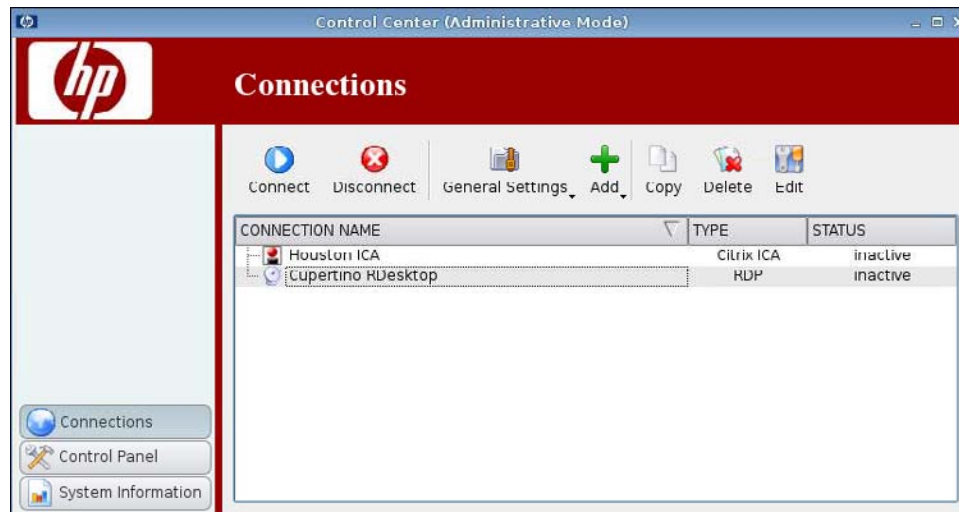 Control Center (Administrative Mode)
hp
Connections
Connect Disconnect General Settings Add Copy Delete Edit
CONNECTION NAME TYPE STATUS
Houston ICA Citrix ICA inactive
Cupertino RDesktop RDP inactive
Connections
Control Panel
System Information